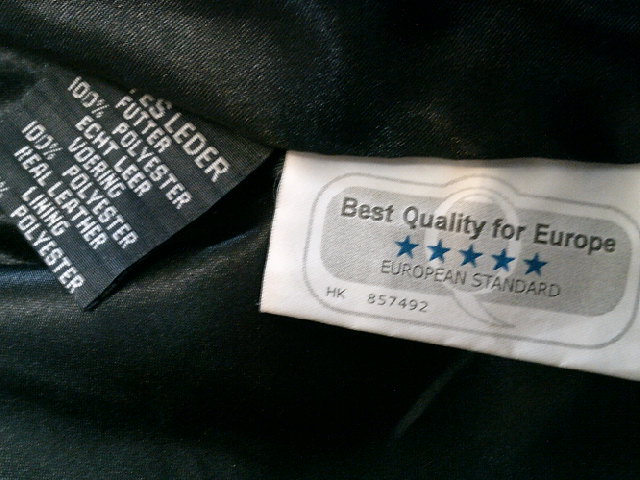 ES LEDER
FUTTER
100% POLYESTER
ECHT LEER
VOERING
100% POLYESTER
REAL LEATHER
LINING
% POLYESTER
Best Quality for Europe
★★★★★
EUROPEAN STANDARD
HK 857492